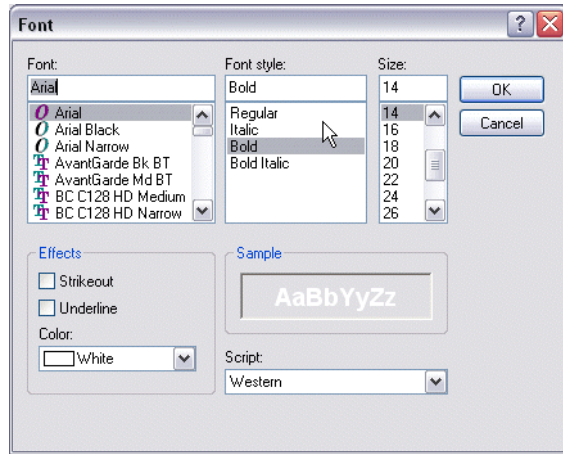 Font
Font: Font style: Size:
Arial Bold 14
Arial
Arial Black
Arial Narrow
AvantGarde Bk BT
AvantGarde Md BT
BC C128 HD Medium
BC C128 HD Narrow
Regular
Italic
Bold
Bold Italic
14
16
18
20
22
24
26
OK
Cancel
Effects
Strikeout
Underline
Color:
White
Sample
AaBbYyZz
Script:
Western